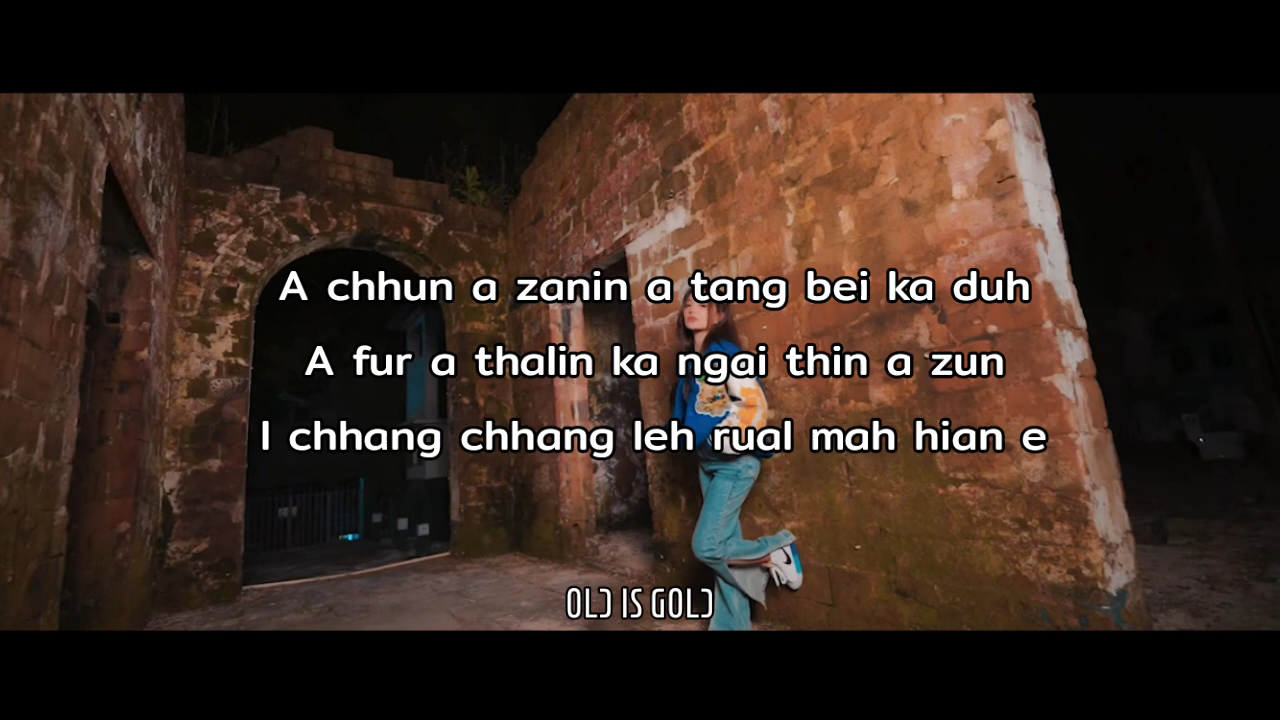 A chhun a zanin a tang bei ka duh
A fur a thalin ka ngai thin a zun
I chhang chhang leh rual mah hian e
OLD IS GOLD